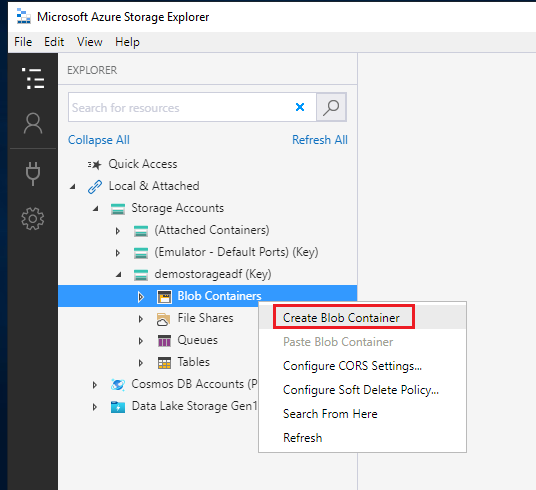 Microsoft Azure Storage Explorer
File Edit View Help
EXPLORER
Search for resources
Collapse All Refresh All
Quick Access
Local & Attached
Storage Accounts
(Attached Containers)
(Emulator - Default Ports) (Key)
demostorageadf (Key)
Blob Containers
File Shares
Queues
Tables
Cosmos DB Accounts (P
Data Lake Storage Gen1
Create Blob Container
Paste Blob Container
Configure CORS Settings...
Configure Soft Delete Policy...
Search From Here
Refresh